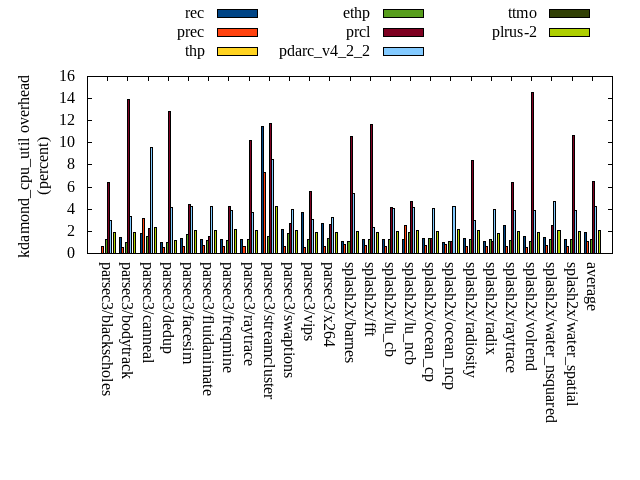 rec ethp ttmo
prec prcl plrus-2
thp pdarc_v4_2_2
kdamond_cpu_util overhead
(percent)
16
14
12
10
8
6
4
2
0
parsec3/blackscholes
parsec3/bodytrack
parsec3/canneal
parsec3/dedup
parsec3/facesim
parsec3/fluidanimate
parsec3/freqmine
parsec3/raytrace
parsec3/streamcluster
parsec3/swaptions
parsec3/vips
parsec3/x264
splash2x/barnes
splash2x/fft
splash2x/lu_cb
splash2x/lu_ncb
splash2x/ocean_cp
splash2x/ocean_ncp
splash2x/radiosity
splash2x/radix
splash2x/raytrace
splash2x/volrend
splash2x/water_nsquared
splash2x/water_spatial
average